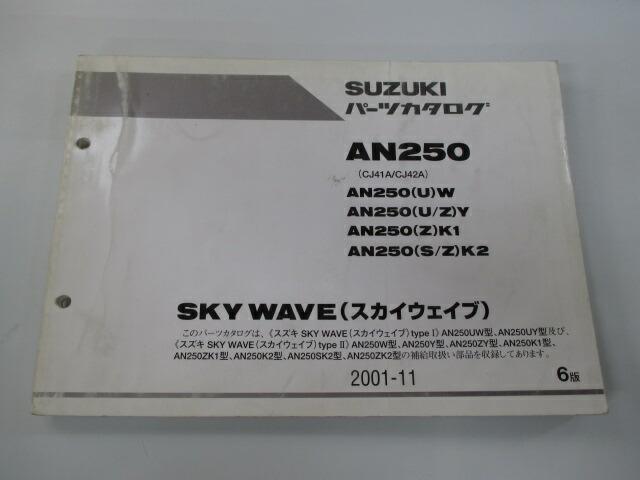 SUZUKI
パーツカタログ
AN250
(CJ41A/CJ42A)
AN250(U)W
AN250(U/Z)Y
AN250(Z)K1
AN250(S/Z)K2
SKY WAVE(スカイウェイブ)
このパーツカタログは、《スズキ SKY WAVE(スカイウェイブ) type I》AN250UW型、AN250UY型及び、
《スズキ SKY WAVE(スカイウェイブ) type II》AN250W型、AN250Y型、AN250ZY型、AN250K1型、
AN250ZK1型、AN250K2型、AN250SK2型、AN250ZK2型の補給取扱い部品を収録してあります。
2001-11
6版